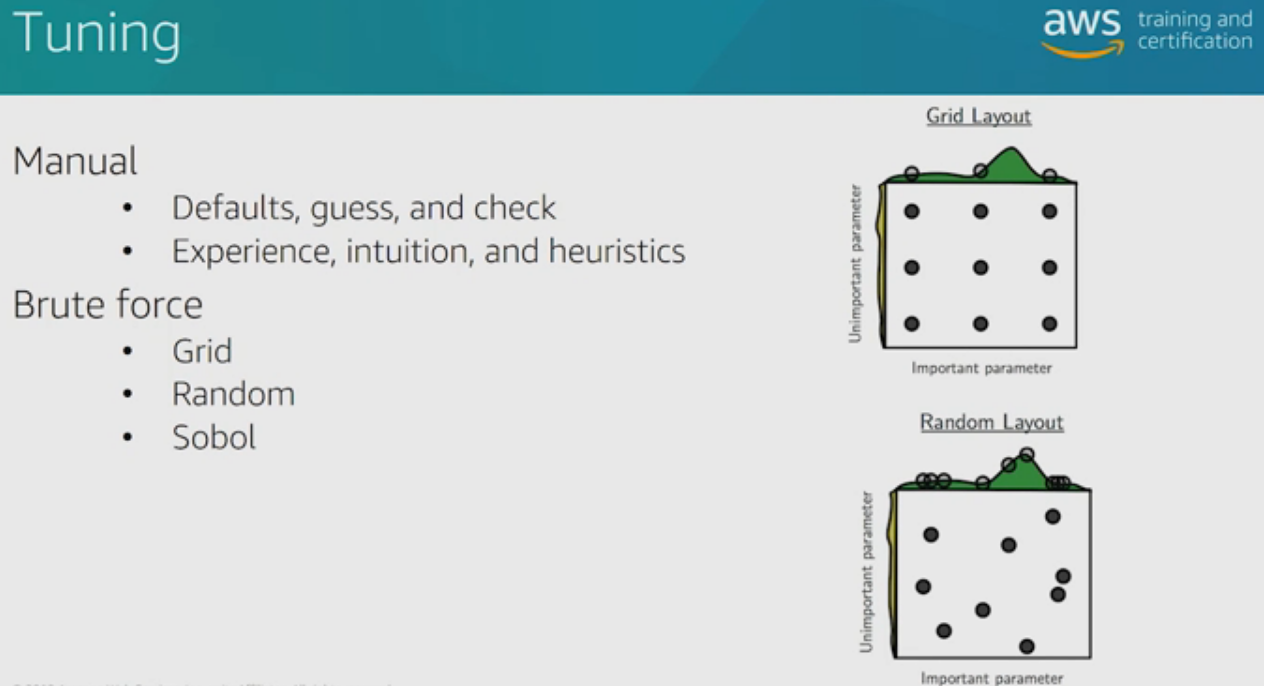 Tuning
aws
training and
certification
Manual
• Defaults, guess, and check
• Experience, intuition, and heuristics
Brute force
• Grid
• Random
• Sobol
Grid Layout
Unimportant parameter
Important parameter
Random Layout
Unimportant parameter
Important parameter